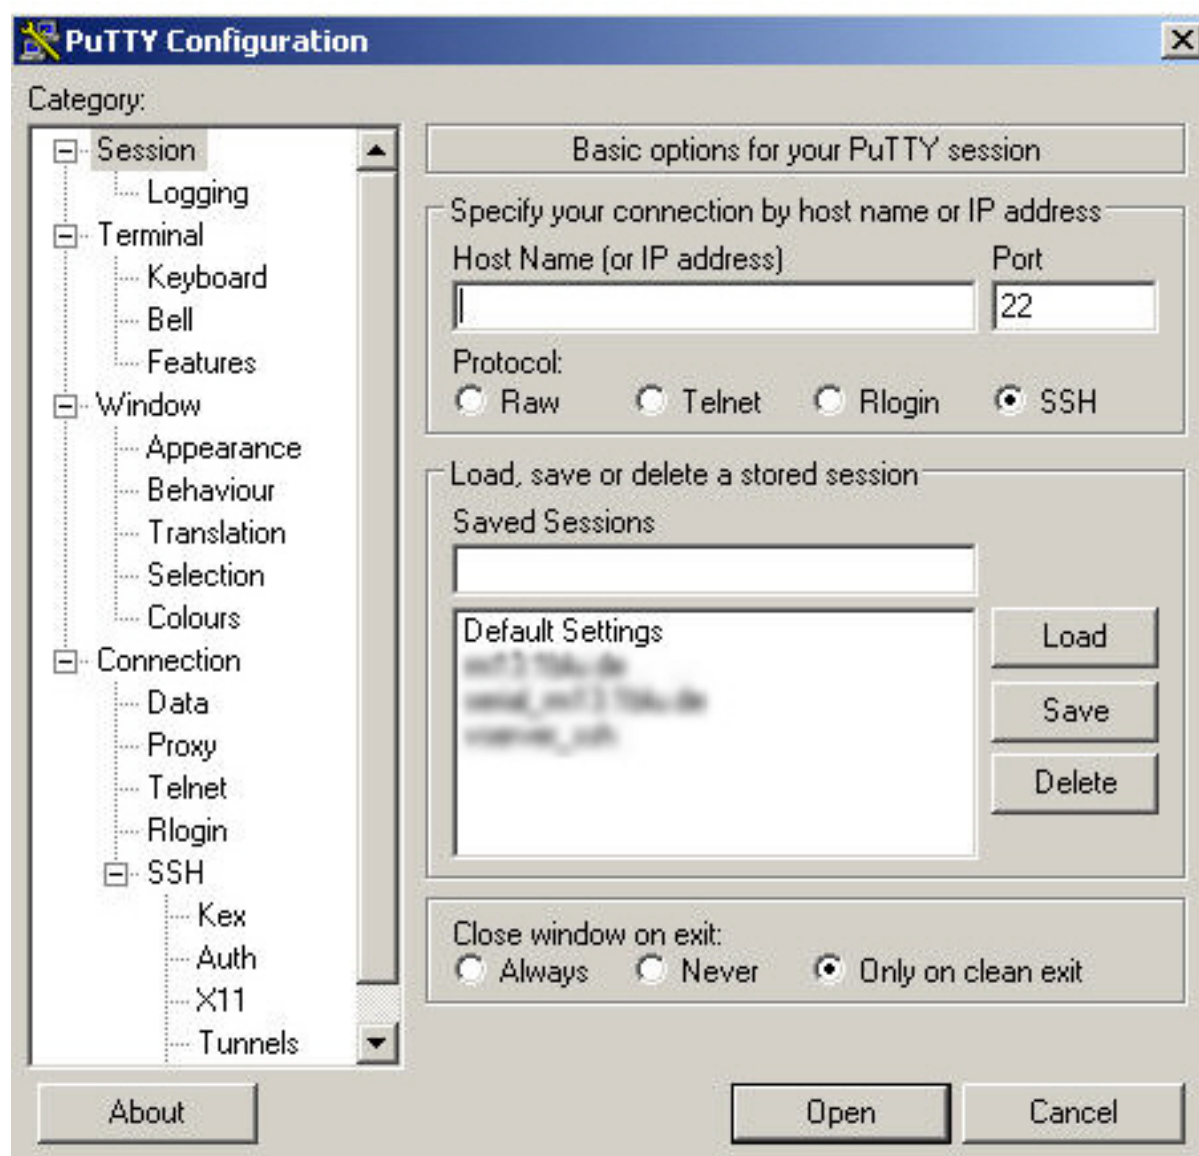 PuTTY Configuration
Category:
Session
Logging
Terminal
Keyboard
Bell
Features
Window
Appearance
Behaviour
Translation
Selection
Colours
Connection
Data
Proxy
Telnet
Rlogin
SSH
Kex
Auth
X11
Tunnels
Basic options for your PuTTY session
Specify your connection by host name or IP address
Host Name (or IP address) Port
22
Protocol:
Raw Telnet Rlogin SSH
Load, save or delete a stored session
Saved Sessions
Default Settings
Load
Save
Delete
Close window on exit:
Always Never Only on clean exit
About Open Cancel